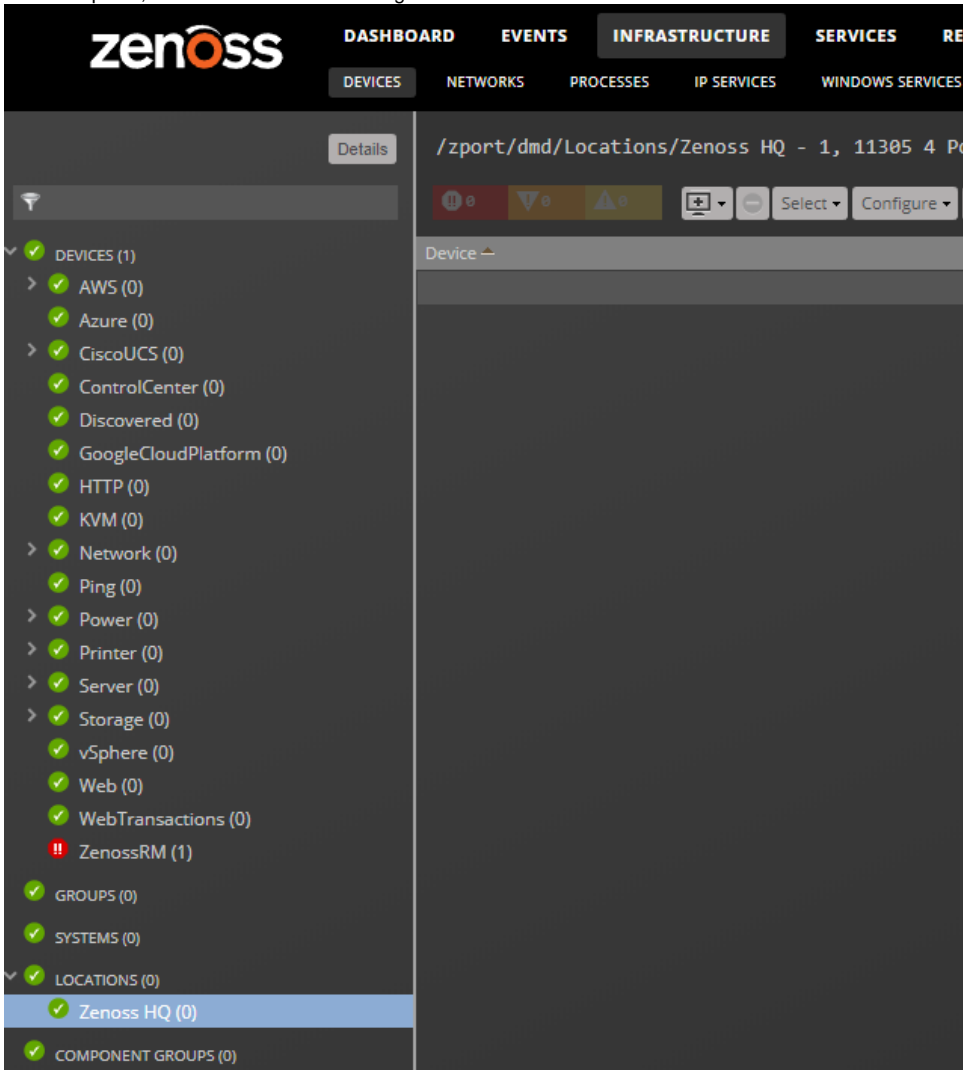 zenoss
DASHBOARD EVENTS INFRASTRUCTURE SERVICES RE
DEVICES NETWORKS PROCESSES IP SERVICES WINDOWS SERVICES
Details
/zport/dmd/Locations/Zenoss HQ - 1, 11305 4 Po
0 0 0 Select Configure
Device
DEVICES (1)
AWS (0)
Azure (0)
CiscoUCS (0)
ControlCenter (0)
Discovered (0)
GoogleCloudPlatform (0)
HTTP (0)
KVM (0)
Network (0)
Ping (0)
Power (0)
Printer (0)
Server (0)
Storage (0)
vSphere (0)
Web (0)
WebTransactions (0)
ZenossRM (1)
GROUPS (0)
SYSTEMS (0)
LOCATIONS (0)
Zenoss HQ (0)
COMPONENT GROUPS (0)